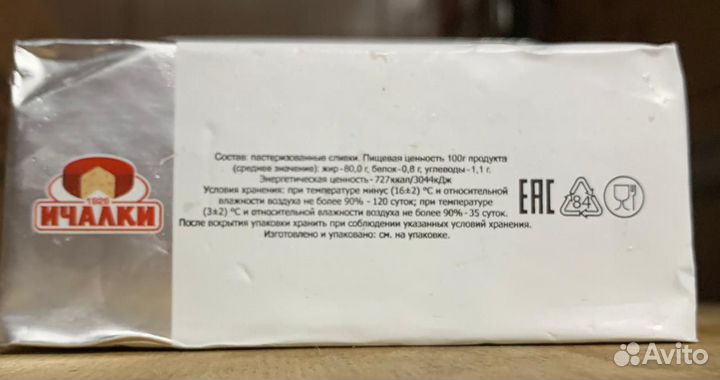 Состав: пастеризованные сливки. Пищевая ценность 100г продукта
(среднее значение): жир-80,0 г, белок-0,8 г, углеводы-1,1 г.
Энергетическая ценность -727ккал/3044кДж
Условия хранения: при температуре минус (16±2) °C и относительной
влажности воздуха не более 90% - 120 суток; при температуре
(3±2) °C и относительной влажности воздуха не более 90% - 35 суток.
После вскрытия упаковки хранить при соблюдении указанных условий хранения.
Изготовлено и упаковано: см. на упаковке.
1926
ИЧАЛКИ
EAC
84
Avito